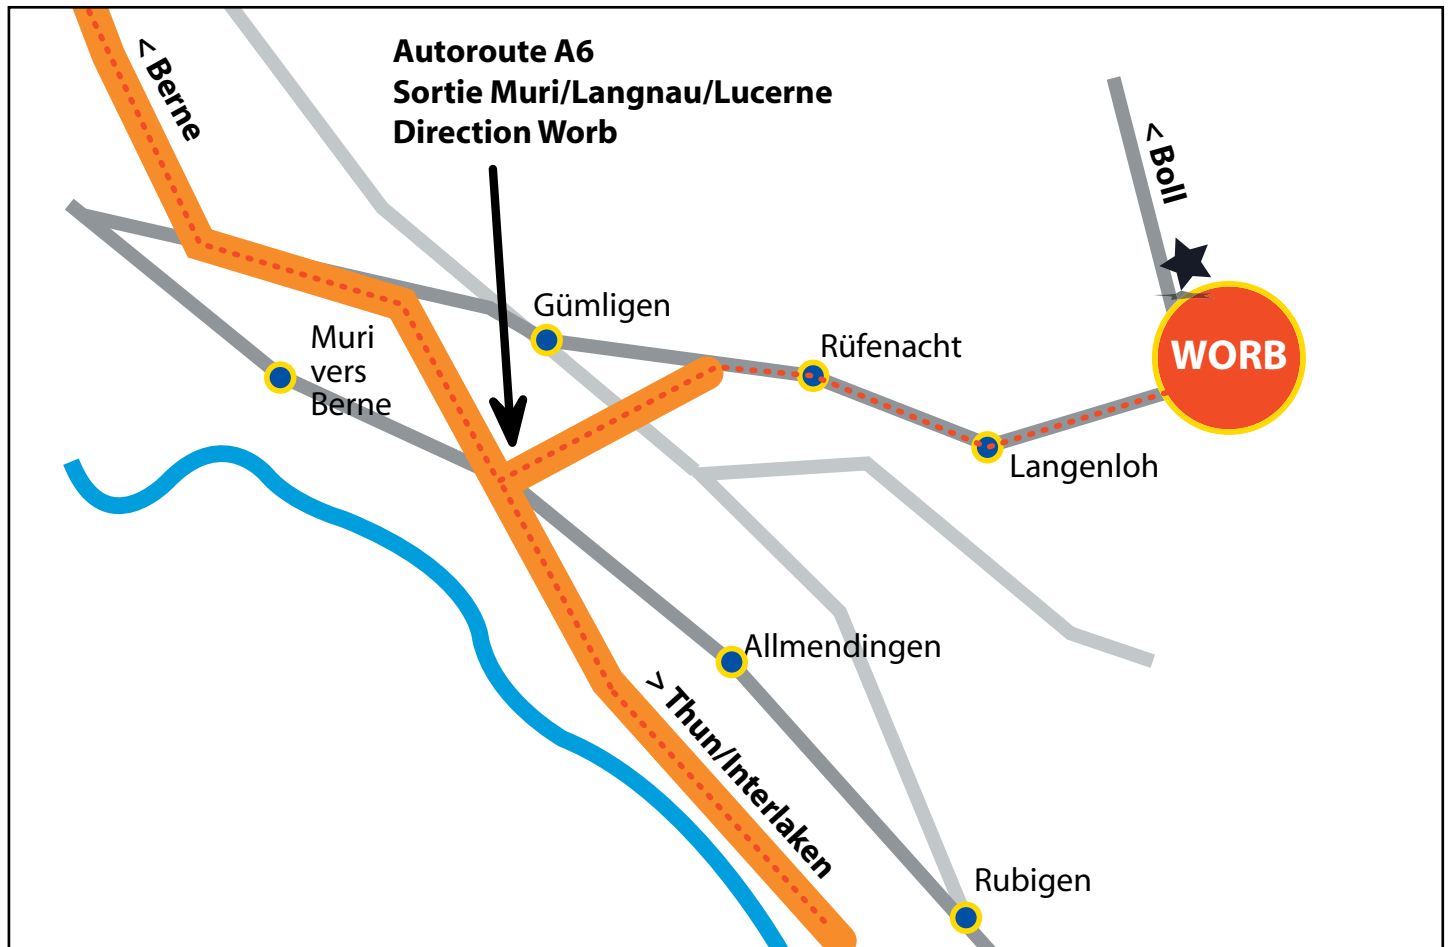 < Berne
Autoroute A6
Sortie Muri/Langnau/Lucerne
Direction Worb
< Boll
Gümligen
Muri
vers
Berne
Rüfenacht
WORB
Langenloh
Allmendingen
> Thun/Interlaken
Rubigen